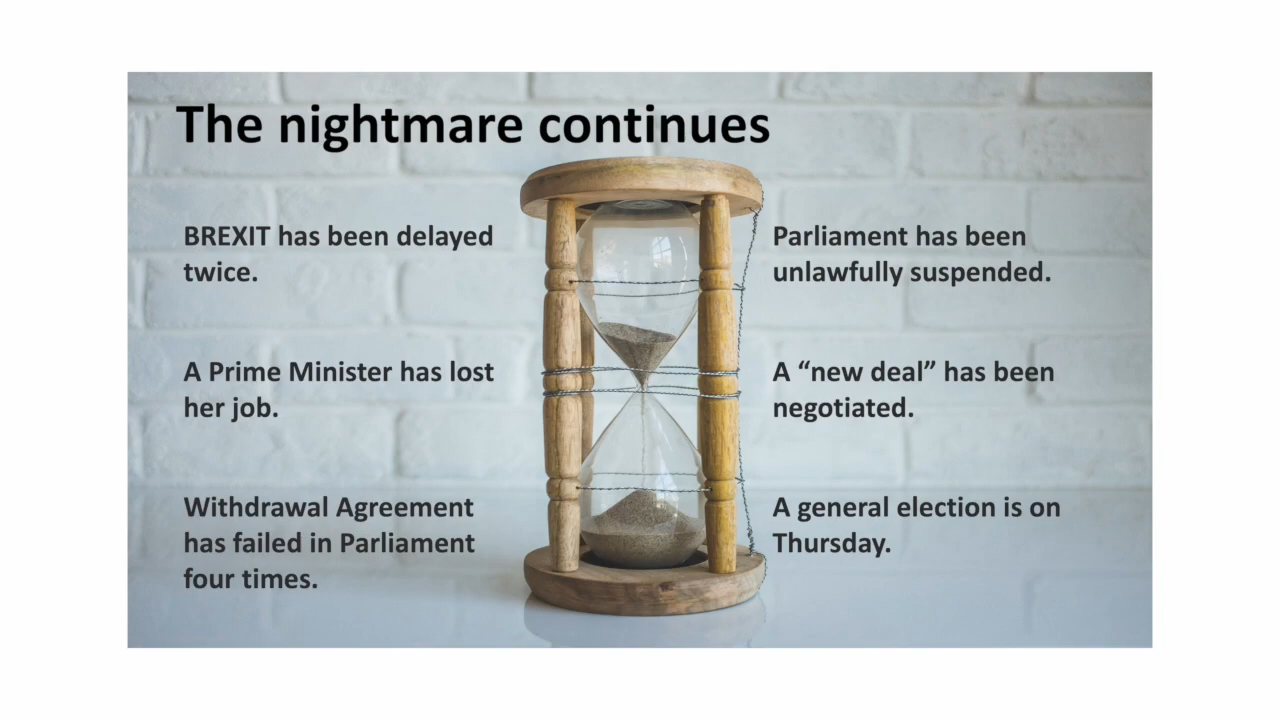 The nightmare continues
BREXIT has been delayed
twice.
A Prime Minister has lost
her job.
Withdrawal Agreement
has failed in Parliament
four times.
Parliament has been
unlawfully suspended.
A “new deal” has been
negotiated.
A general election is on
Thursday.